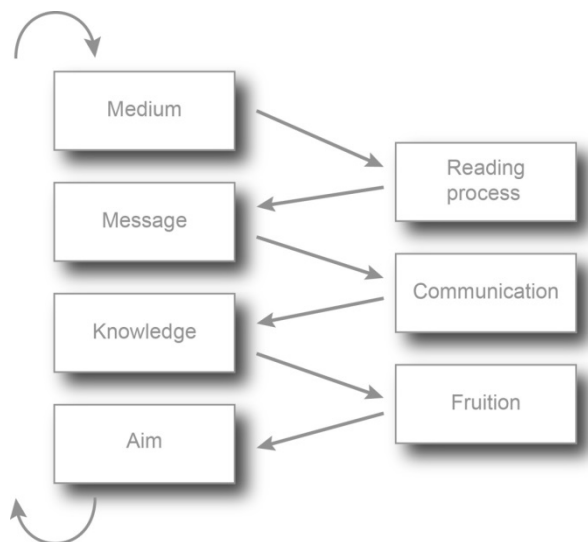 Medium
Reading
process
Message
Communication
Knowledge
Fruition
Aim